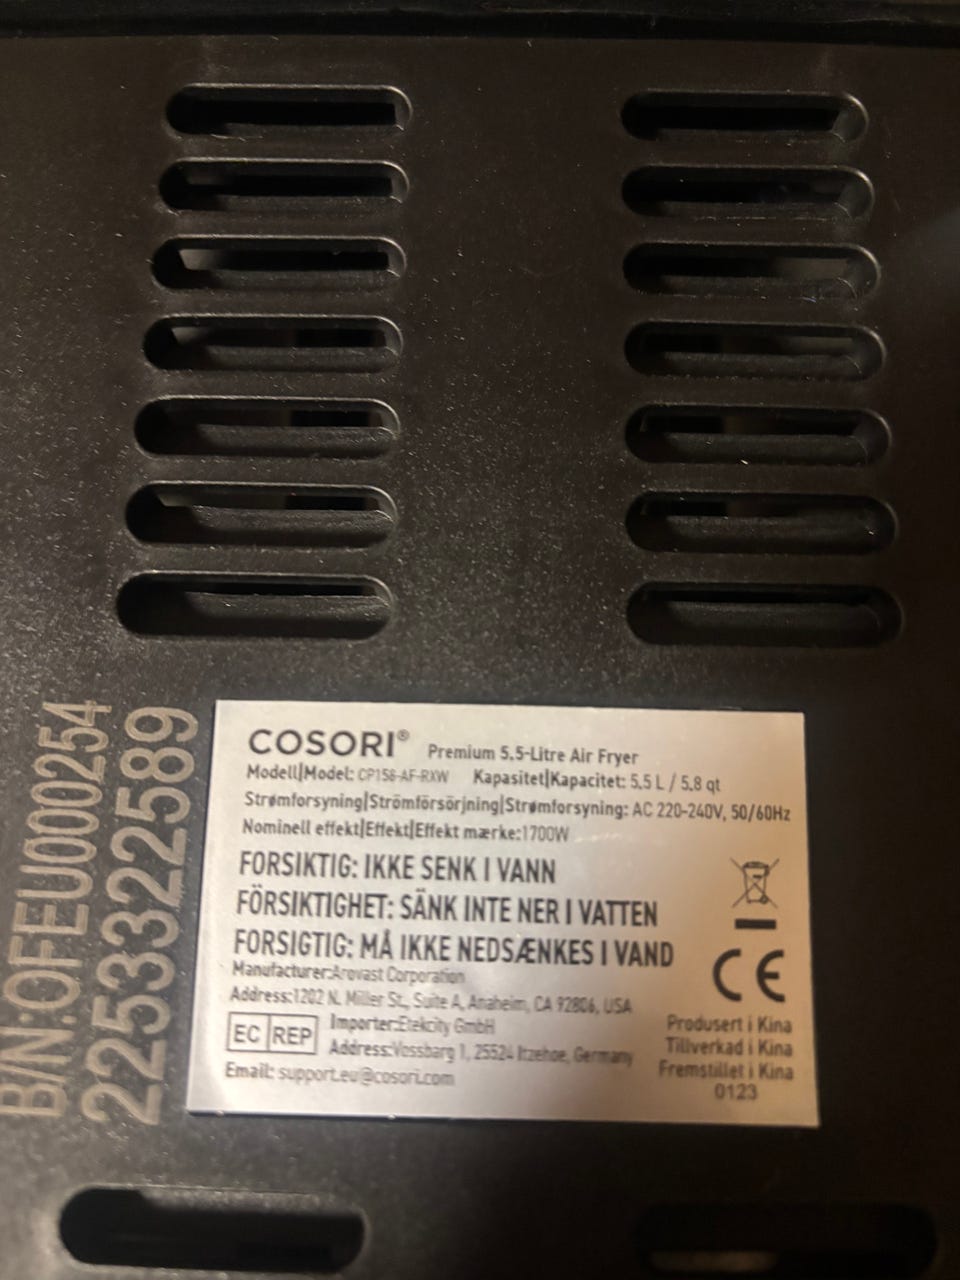 B/N:OFEU000254
2253322589
COSORI® Premium 5.5-Litre Air Fryer
Modell|Model: CP158-AF-RXW Kapasitet|Kapacitet: 5.5 L / 5.8 qt
Strømforsyning|Strömförsörjning|Strømforsyning: AC 220-240V, 50/60Hz
Nominell effekt|Effekt|Effekt mærke:1700W
FORSIKTIG: IKKE SENK I VANN
FÖRSIKTIGHET: SÄNK INTE NER I VATTEN
FORSIGTIG: MÅ IKKE NEDSÆNKES I VAND
Manufacturer:Arovast Corporation
Address:1202 N. Miller St., Suite A, Anaheim, CA 92806, USA
EC REP
Importer:Etekcity GmbH
Address:Vossbarg 1, 25524 Itzehoe, Germany
Email: support.eu@cosori.com
CE
Produsert i Kina
Tillverkad i Kina
Fremstillet i Kina
0123